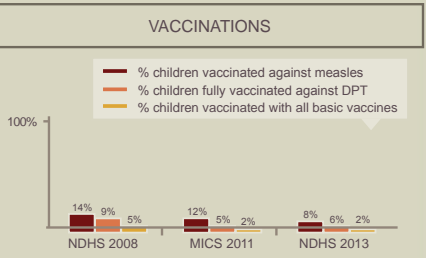 VACCINATIONS
% children vaccinated against measles
% children fully vaccinated against DPT
% children vaccinated with all basic vaccines
100%
14% 9% 5% 12% 5% 2% 8% 6% 2%
NDHS 2008 MICS 2011 NDHS 2013